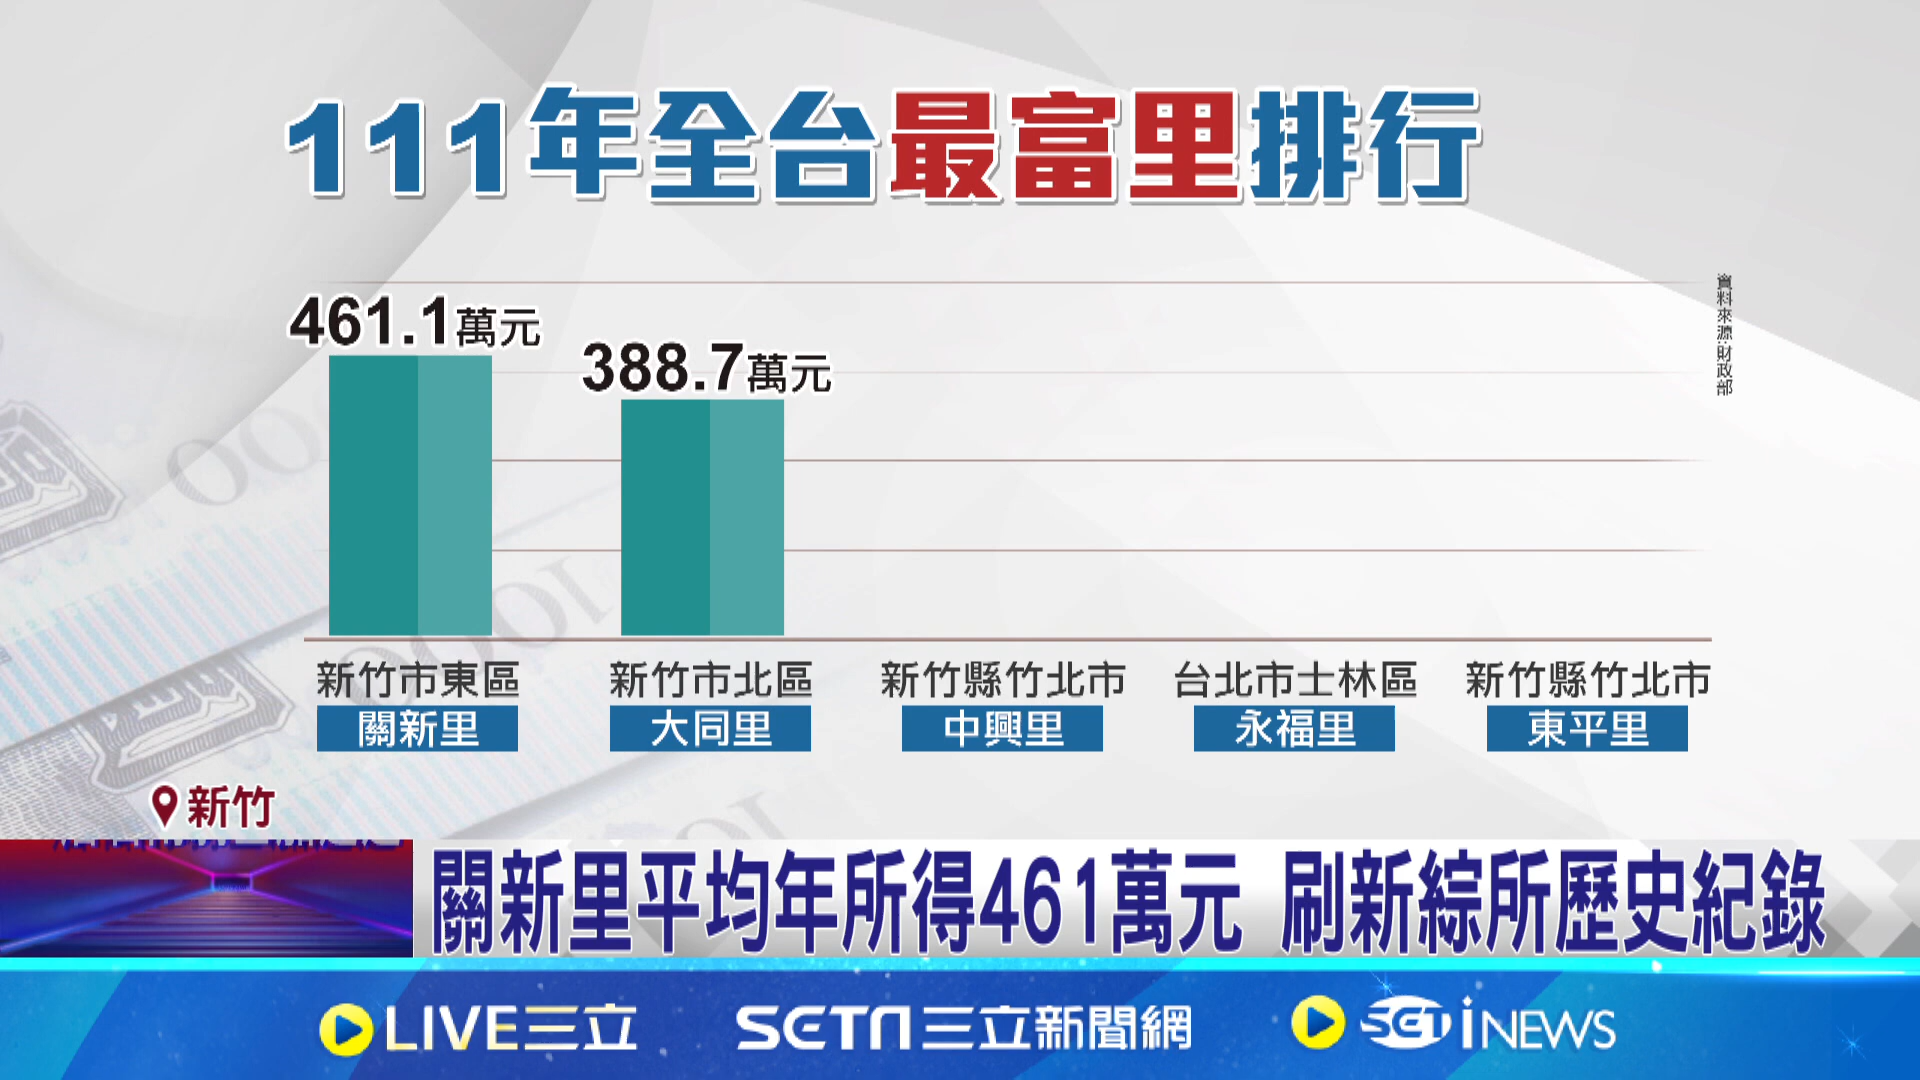 111年全台最富里排行
資料來源:財政部
461.1萬元
388.7萬元
新竹市東區
關新里
新竹市北區
大同里
新竹縣竹北市
中興里
台北市士林區
永福里
新竹縣竹北市
東平里
新竹
關新里平均年所得461萬元 刷新綜所歷史紀錄
LIVE三立
SETN三立新聞網
SET iNEWS